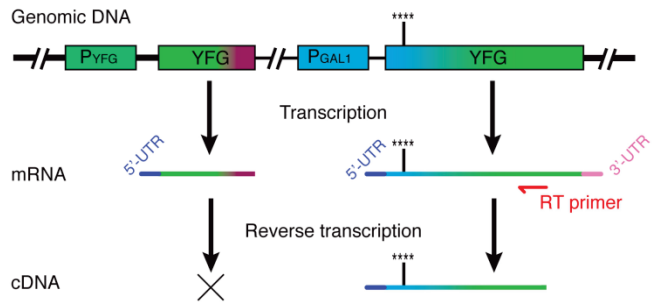 Genomic DNA
****
PYFG
YFG
PGAL1
YFG
Transcription
5'-UTR
5'-UTR
****
3'-UTR
mRNA
RT primer
Reverse transcription
****
cDNA